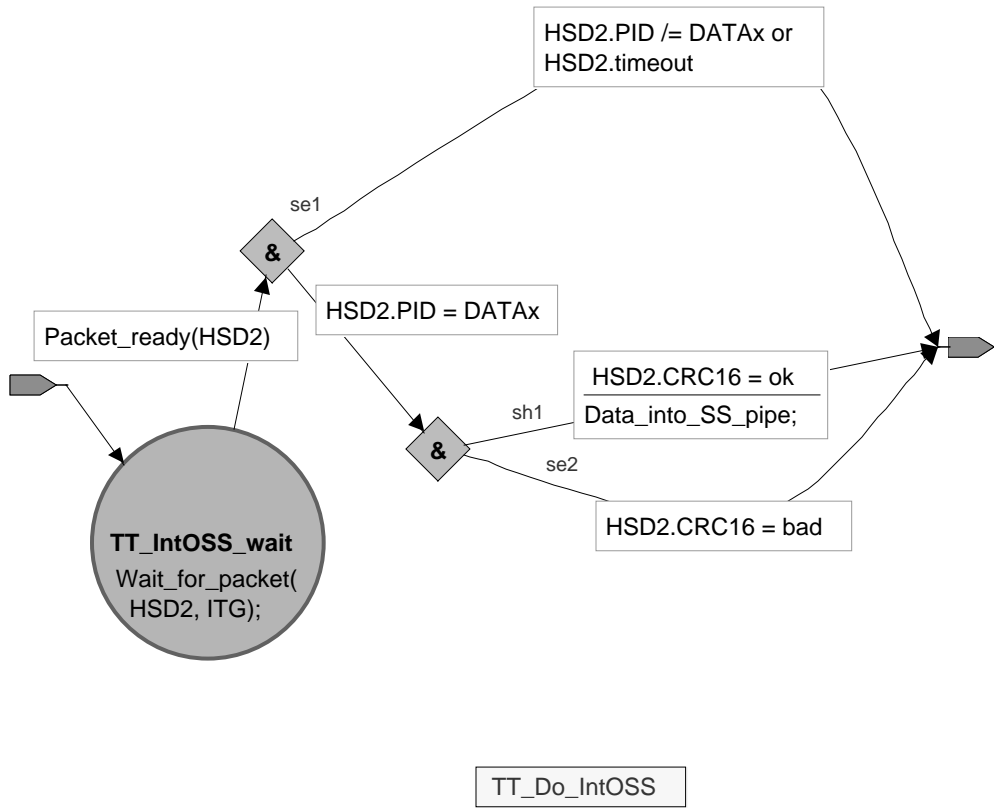 HSD2.PID /= DATAx or
HSD2.timeout
se1
&
HSD2.PID = DATAx
Packet_ready(HSD2)
HSD2.CRC16 = ok
sh1
Data_into_SS_pipe;
&
se2
HSD2.CRC16 = bad
TT_IntOSS_wait
Wait_for_packet(
HSD2, ITG);
TT_Do_IntOSS